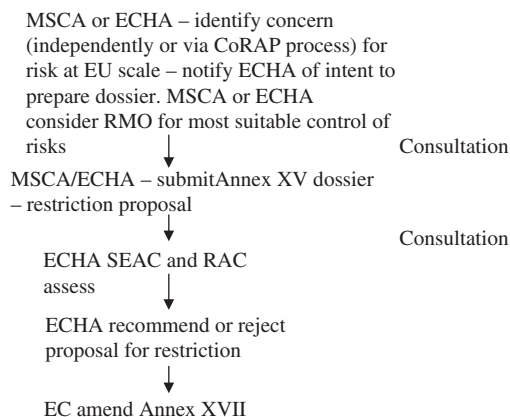 MSCA or ECHA – identify concern
(independently or via CoRAP process) for
risk at EU scale – notify ECHA of intent to
prepare dossier. MSCA or ECHA
consider RMO for most suitable control of
risks
Consultation
MSCA/ECHA – submitAnnex XV dossier
– restriction proposal
Consultation
ECHA SEAC and RAC
assess
ECHA recommend or reject
proposal for restriction
EC amend Annex XVII